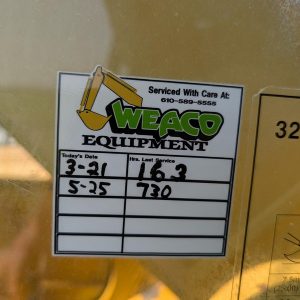 Serviced With Care At:
610-589-5555
WEACO
EQUIPMENT
Today's Date Hrs. Last Service
3-21 163
5-25 730
32